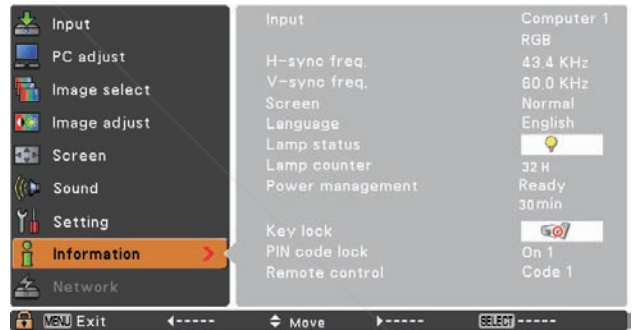 Input
PC adjust
Image select
Image adjust
Screen
Sound
Setting
Information
Network
Input Computer 1
RGB
H-sync freq. 43.4 KHz
V-sync freq. 60.0 KHz
Screen Normal
Language English
Lamp status
Lamp counter 32 H
Power management Ready
30 min
Key lock
PIN code lock On 1
Remote control Code 1
MENU Exit ----- Move ----- SELECT -----